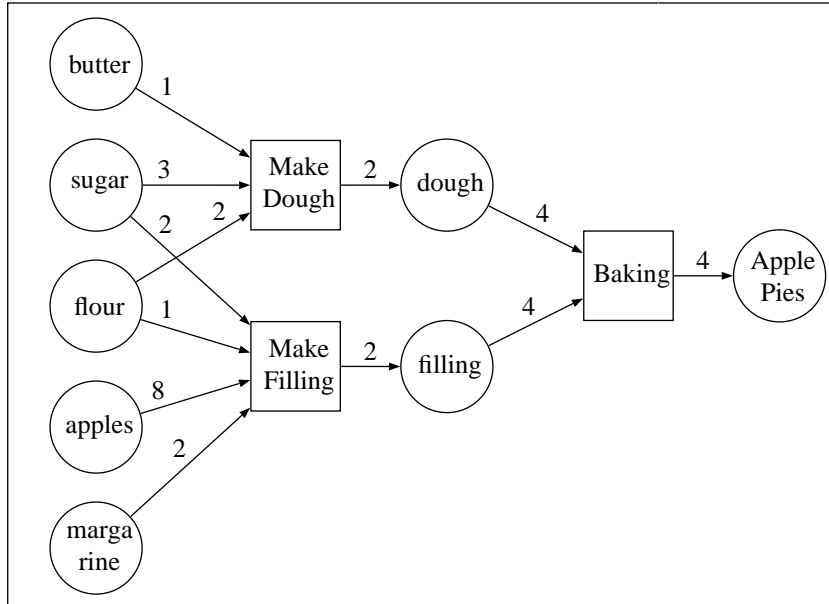 butter
1
sugar
3
2
2
Make
Dough
2
dough
4
flour
1
Baking
4
Apple
Pies
apples
8
2
Make
Filling
2
filling
4
marga
rine